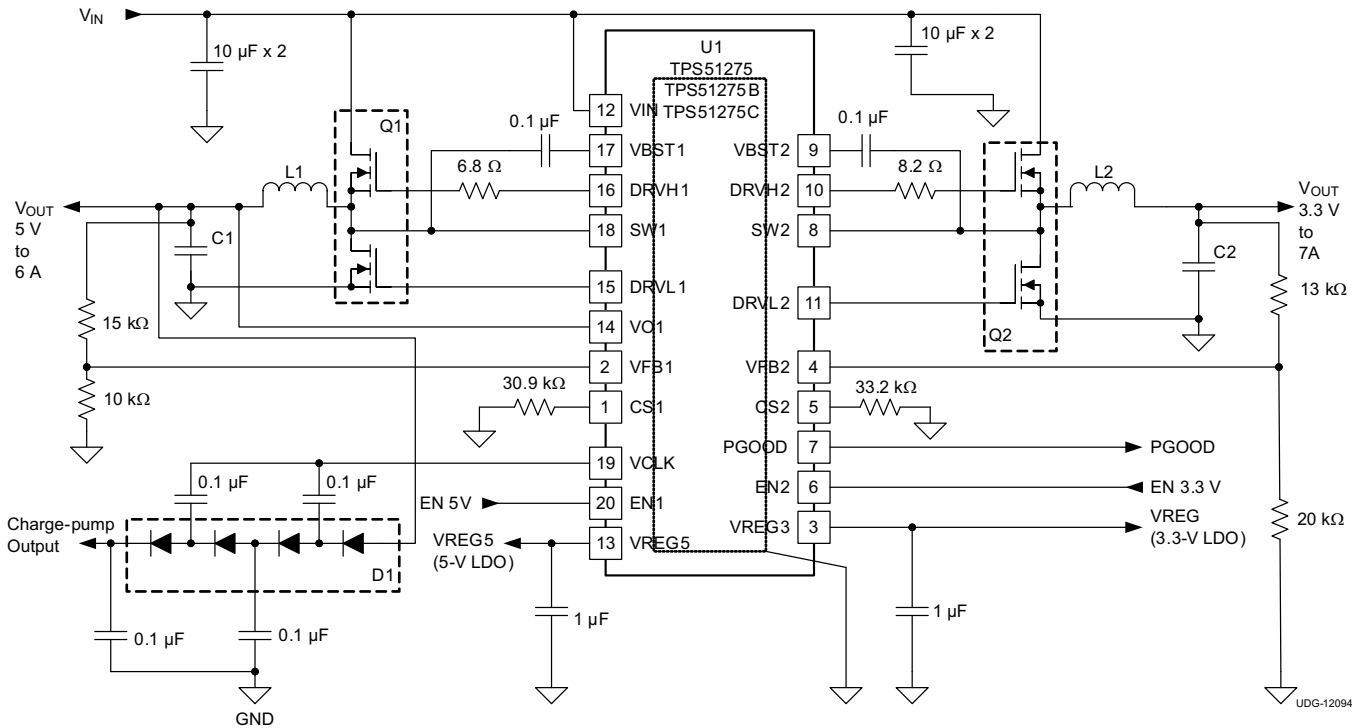 VIN
10 µF x 2
10 µF x 2
U1
TPS51275
TPS51275B
TPS51275C
Q1
0.1 µF
12 VIN
0.1 µF
17 VBST1
VBST2 9
L1
6.8 Ω
16 DRVH1
DRVH2 10
8.2 Ω
L2
VOUT
5 V
to
6 A
C1
18 SW1
SW2 8
VOUT
3.3 V
to
7A
C2
15 DRVL1
DRVL2 11
13 kΩ
15 kΩ
14 VO1
Q2
2 VFB1
VFB2 4
10 kΩ
30.9 kΩ
1 CS1
CS2 5
33.2 kΩ
PGOOD 7
PGOOD
19 VCLK
0.1 µF
0.1 µF
EN2 6
EN 3.3 V
EN 5V
20 EN1
Charge-pump
Output
VREG5
(5-V LDO)
13 VREG5
VREG3 3
VREG
(3.3-V LDO)
20 kΩ
D1
0.1 µF
0.1 µF
1 µF
1 µF
GND
UDG-12094